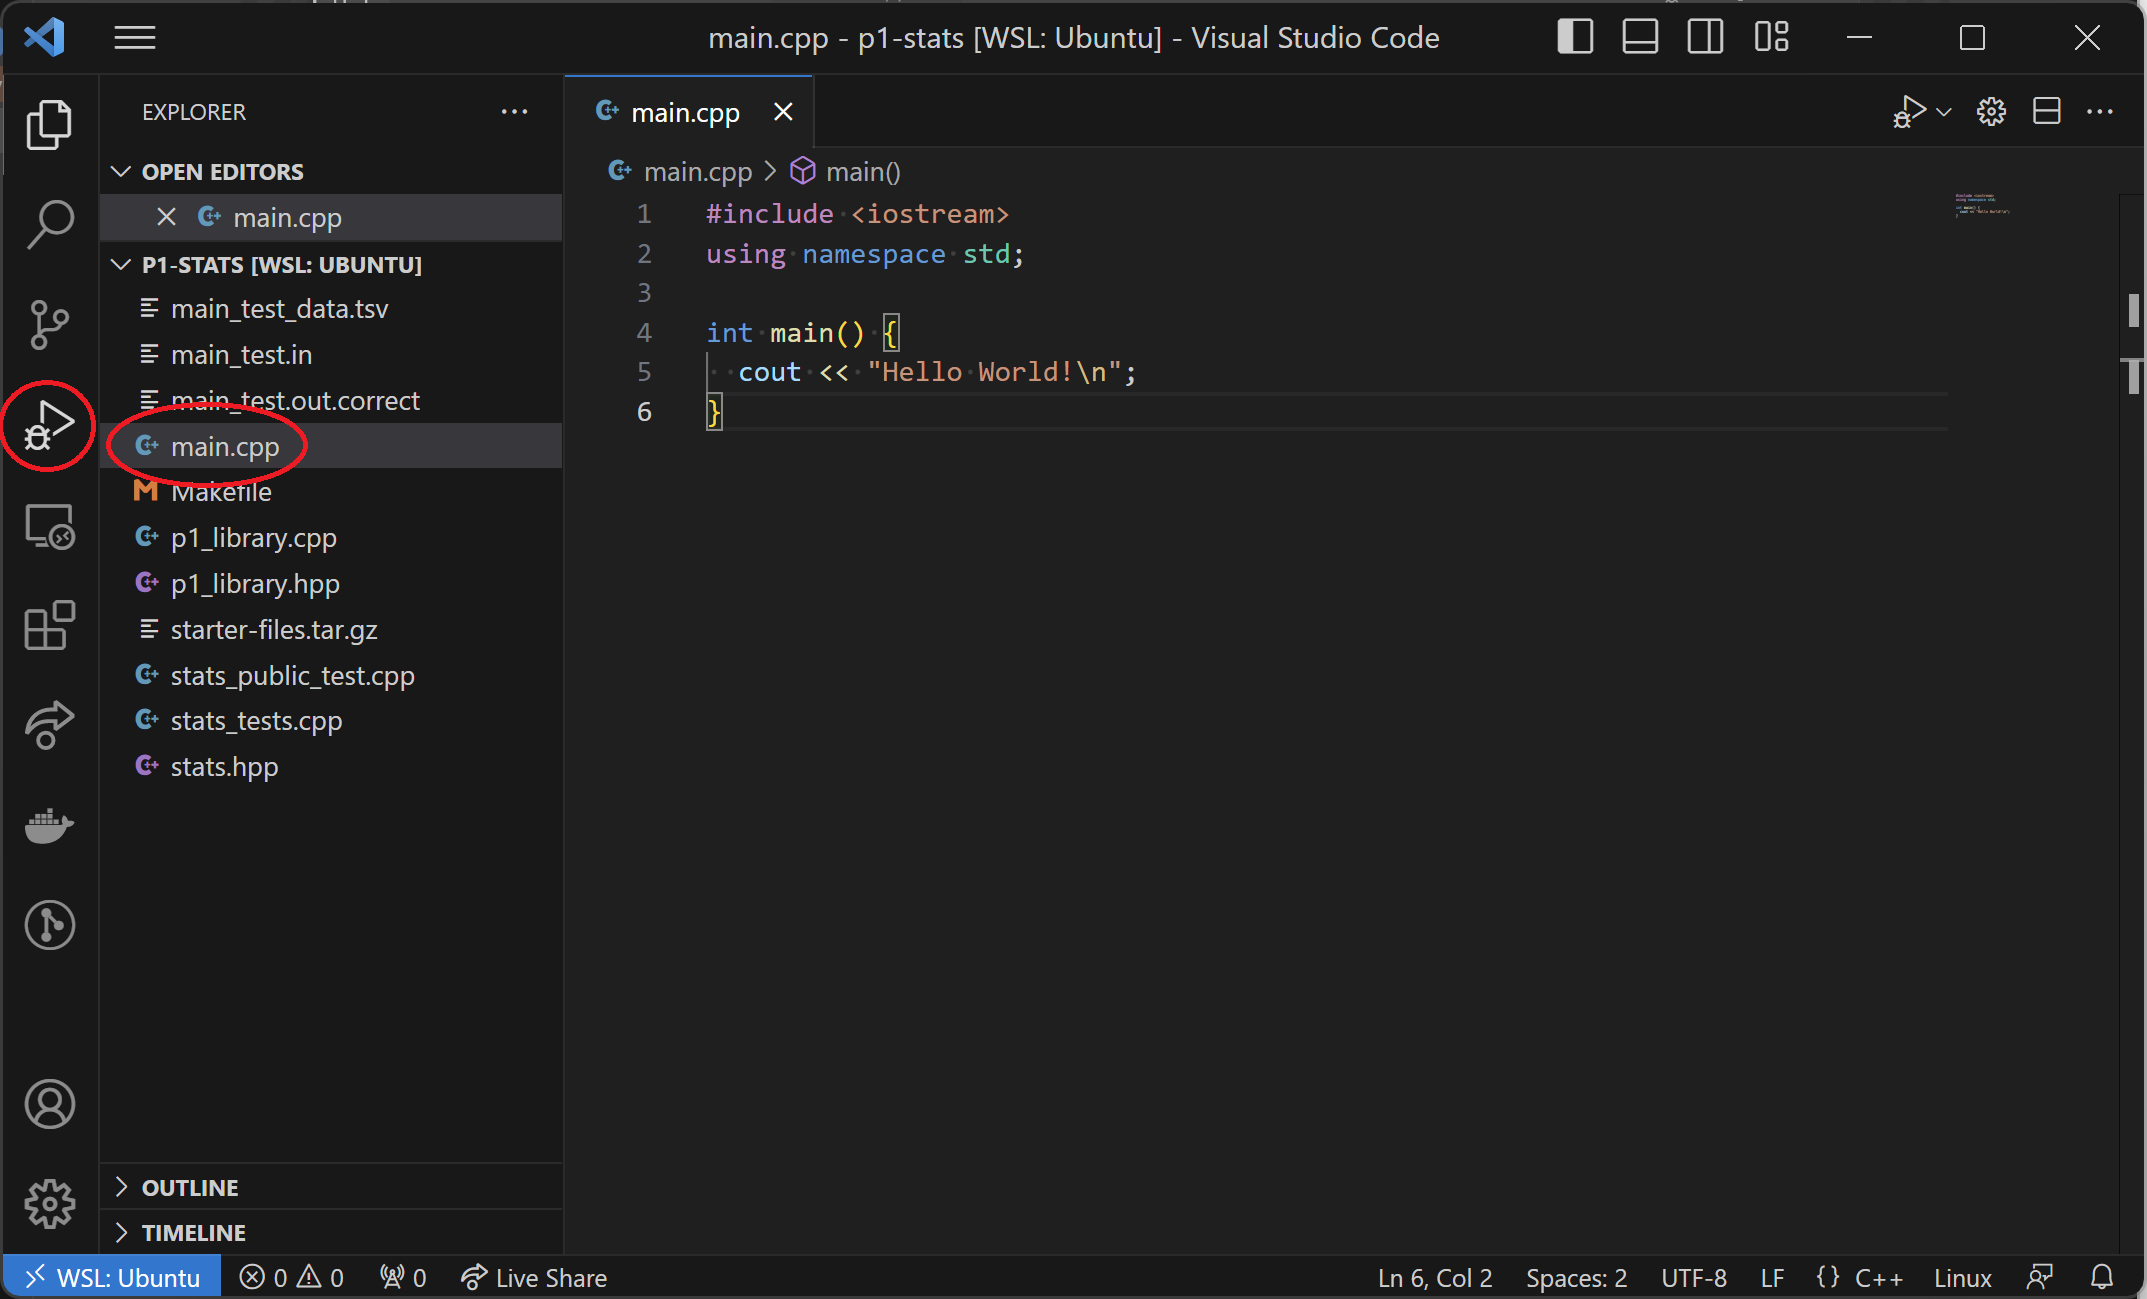 main.cpp - p1-stats [WSL: Ubuntu] - Visual Studio Code
EXPLORER
OPEN EDITORS
main.cpp
P1-STATS [WSL: UBUNTU]
main_test_data.tsv
main_test.in
main_test.out.correct
main.cpp
Makefile
p1_library.cpp
p1_library.hpp
starter-files.tar.gz
stats_public_test.cpp
stats_tests.cpp
stats.hpp
OUTLINE
TIMELINE
main.cpp
main.cpp > main()
1 #include <iostream>
2 using namespace std;
3
4 int main() {
5   cout << "Hello World!\n";
6 }
WSL: Ubuntu 0 0 0 Live Share Ln 6, Col 2 Spaces: 2 UTF-8 LF {} C++ Linux